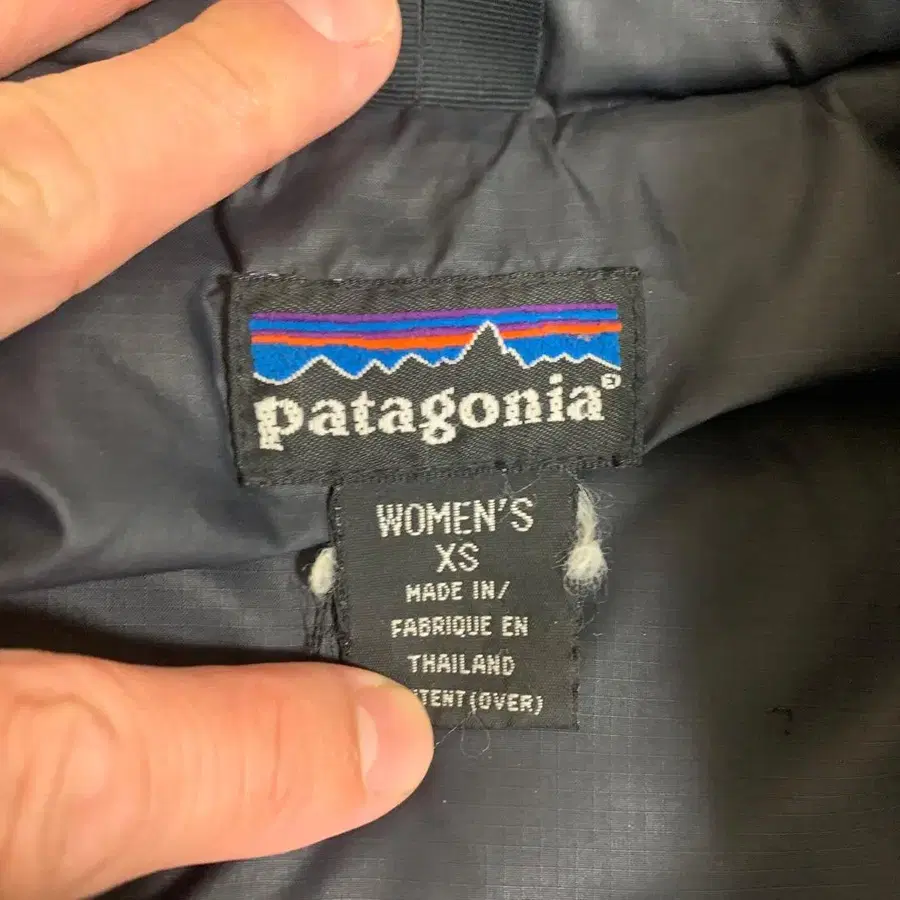 patagonia®
WOMEN'S
XS
MADE IN/
FABRIQUE EN
THAILAND
TENT (OVER)